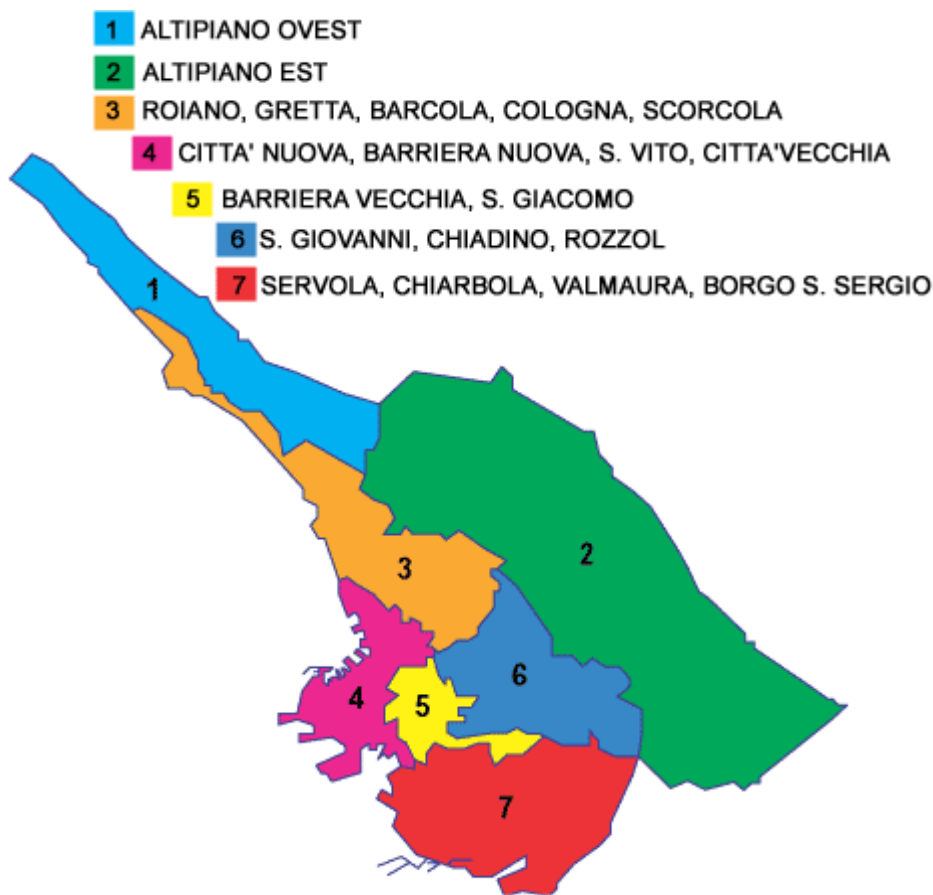 1 ALTIPIANO OVEST
2 ALTIPIANO EST
3 ROIANO, GRETTA, BARCOLA, COLOGNA, SCORCOLA
4 CITTA' NUOVA, BARRIERA NUOVA, S. VITO, CITTA'VECCHIA
5 BARRIERA VECCHIA, S. GIACOMO
6 S. GIOVANNI, CHIADINO, ROZZOL
7 SERVOLA, CHIARBOLA, VALMAURA, BORGO S. SERGIO
1
2
3
6
4
5
7